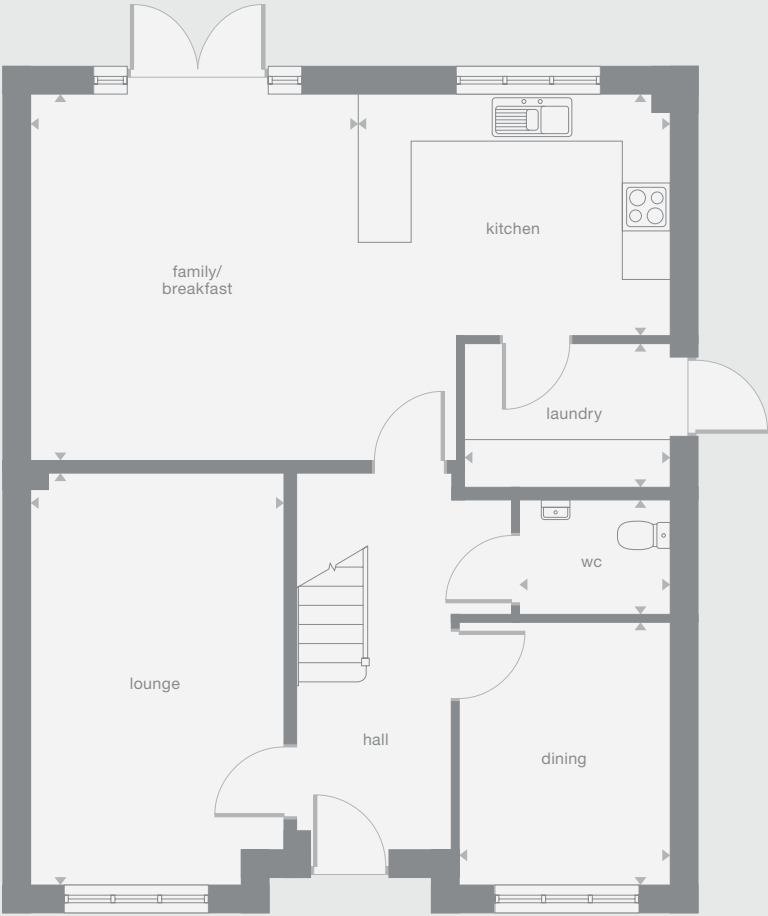 kitchen
family/
breakfast
laundry
wc
lounge
hall
dining